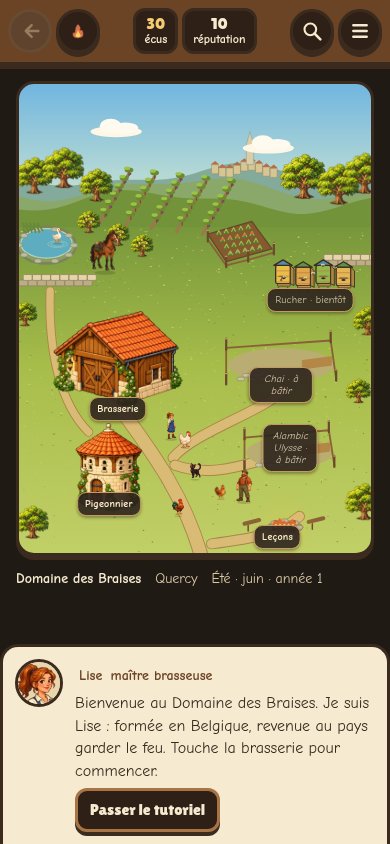 30
écus
10
réputation
Rucher · bientôt
Chai · à
bâtir
Brasserie
Alambic
Ulysse ·
à bâtir
Pigeonnier
Leçons
Domaine des Braises Quercy Été · juin · année 1
Lise maître brasseuse
Bienvenue au Domaine des Braises. Je suis
Lise : formée en Belgique, revenue au pays
garder le feu. Touche la brasserie pour
commencer.
Passer le tutoriel